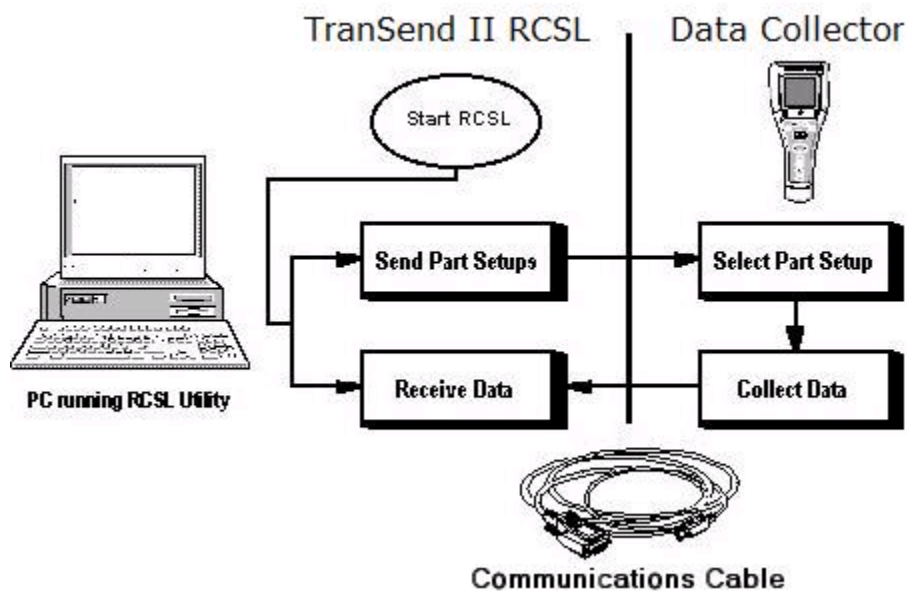 TranSend II RCSL
Data Collector
Start RCSL
Send Part Setups
Select Part Setup
Receive Data
Collect Data
PC running RCSL Utility
Communications Cable